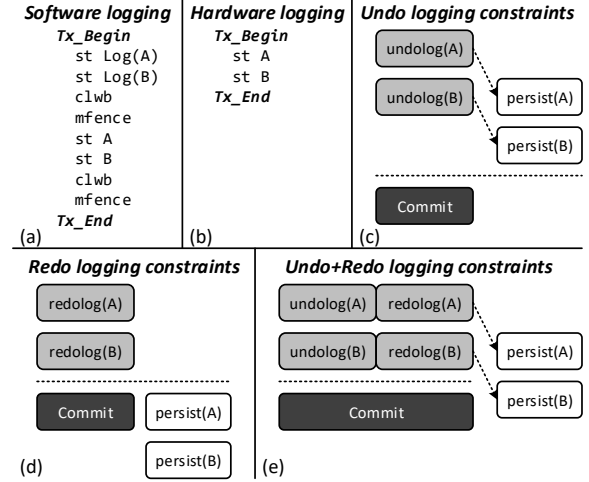 Software logging
Tx_Begin
st Log(A)
st Log(B)
clwb
mfence
st A
st B
clwb
mfence
Tx_End
(a)
Hardware logging
Tx_Begin
st A
st B
Tx_End
(b)
Undo logging constraints
undolog(A)
persist(A)
undolog(B)
persist(B)
Commit
(c)
Redo logging constraints
redolog(A)
redolog(B)
Commit persist(A)
persist(B)
(d)
Undo+Redo logging constraints
undolog(A) redolog(A)
persist(A)
undolog(B) redolog(B)
persist(B)
Commit
(e)